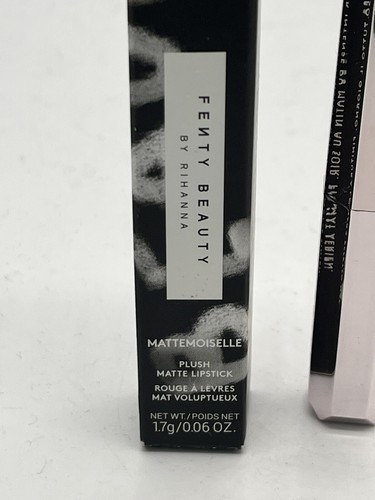 FENTY BEAUTY
BY RIHANNA
MATTEMOISELLE
PLUSH
MATTE LIPSTICK
ROUGE À LÈVRES
MAT VOLUPTUEUX
NET WT./POIDS NET
1.7g/0.06 OZ.